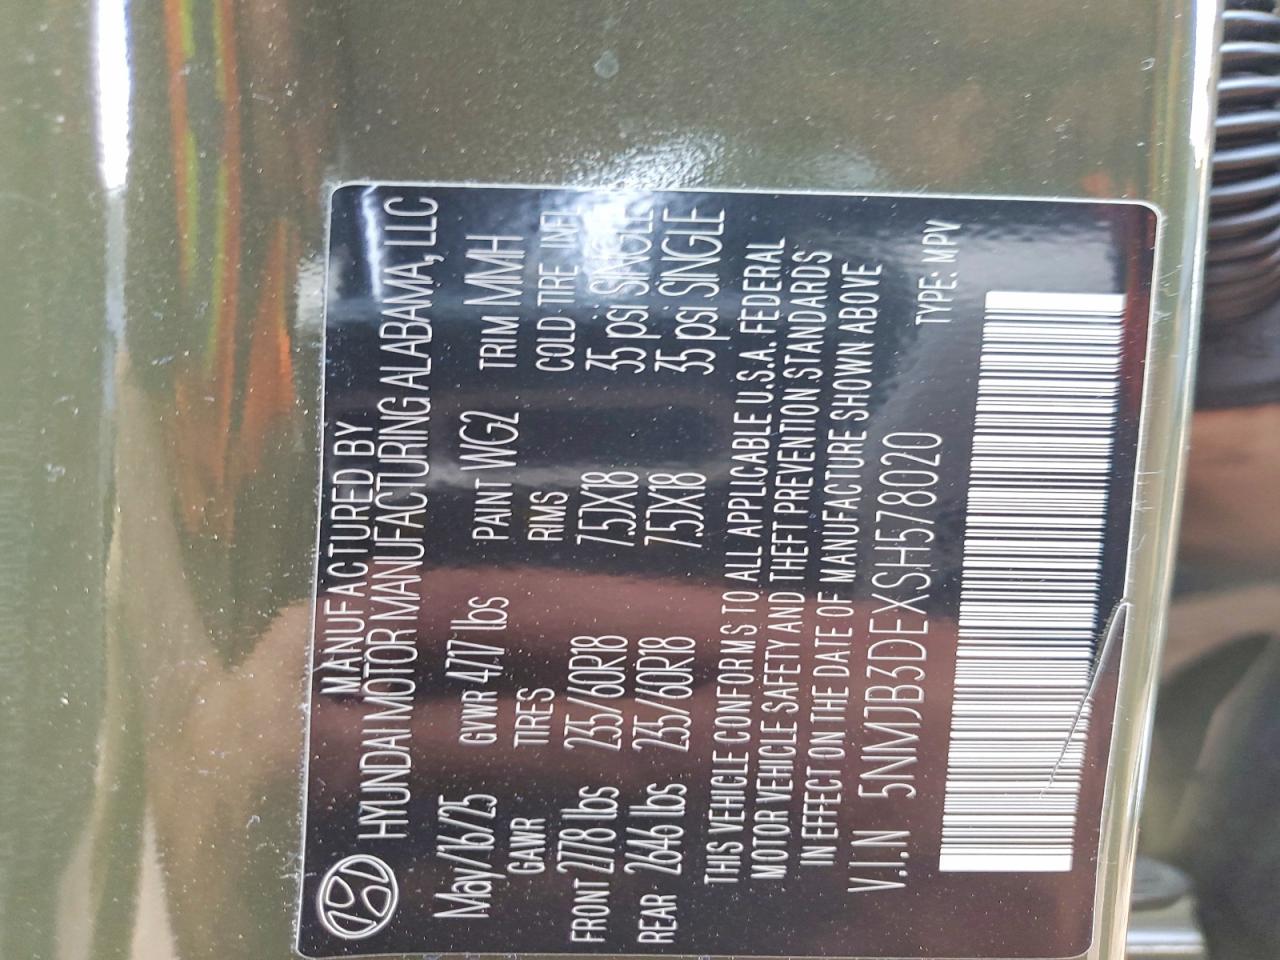 MANUFACTURED BY
HYUNDAI MOTOR MANUFACTURING ALABAMA, LLC
May/16/25 GVWR 4717 lbs PAINT WG2 TRIM MMH
GAWR TIRES RIMS COLD TIRE INFL
FRONT 2778 lbs 235/60R18 7.5JX18 35 psi SINGLE
REAR 2646 lbs 235/60R18 7.5JX18 35 psi SINGLE
THIS VEHICLE CONFORMS TO ALL APPLICABLE U.S.A. FEDERAL
MOTOR VEHICLE SAFETY AND THEFT PREVENTION STANDARDS
IN EFFECT ON THE DATE OF MANUFACTURE SHOWN ABOVE
V.I.N 5NMJB3DEXSH578020
TYPE: MPV